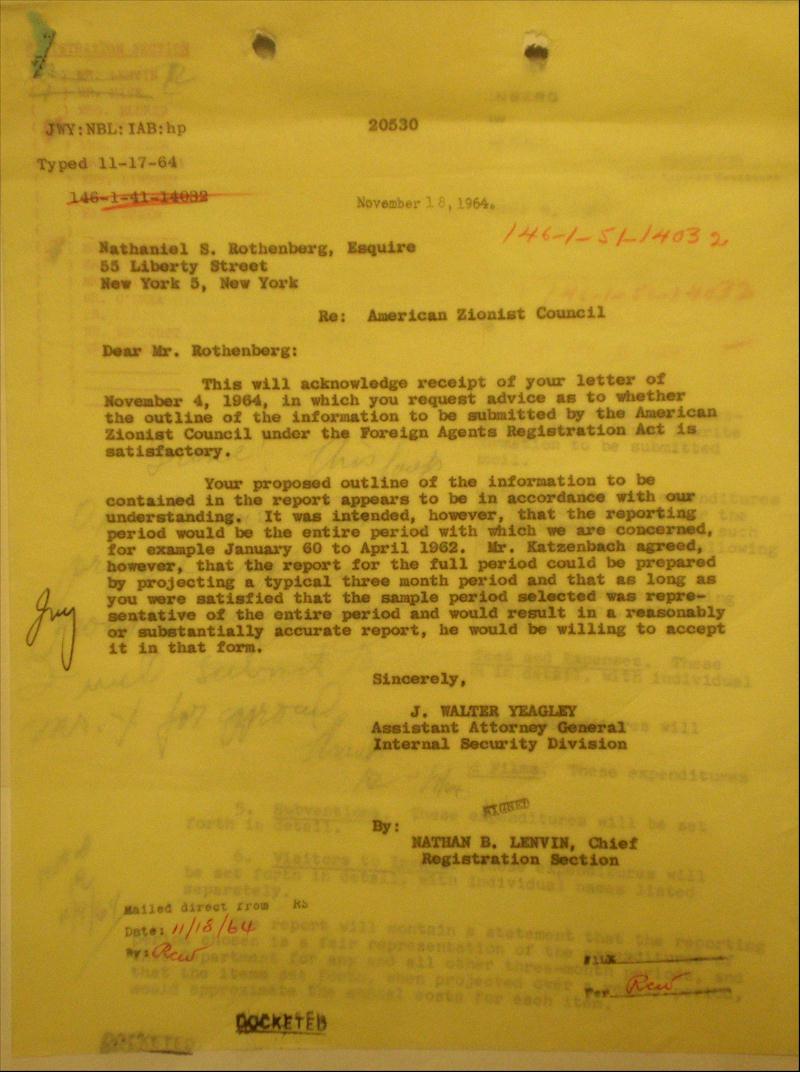 JWY:NBL:IAB:hp
20530
Typed 11-17-64
146-1-41-14032
November 18, 1964.
146-1-51-14032
Nathaniel S. Rothenberg, Esquire
55 Liberty Street
New York 5, New York
Re: American Zionist Council
Dear Mr. Rothenberg:
This will acknowledge receipt of your letter of
November 4, 1964, in which you request advice as to whether
the outline of the information to be submitted by the American
Zionist Council under the Foreign Agents Registration Act is
satisfactory.
Your proposed outline of the information to be
contained in the report appears to be in accordance with our
understanding. It was intended, however, that the reporting
period would be the entire period with which we are concerned,
for example January 60 to April 1962. Mr. Katzenbach agreed,
however, that the report for the full period could be prepared
by projecting a typical three month period and that as long as
you were satisfied that the sample period selected was repre-
sentative of the entire period and would result in a reasonably
or substantially accurate report, he would be willing to accept
it in that form.
Sincerely,
J. WALTER YEAGLEY
Assistant Attorney General
Internal Security Division
SIGNED
By:
NATHAN B. LENVIN, Chief
Registration Section
Mailed direct from RS
Date: 11/18/64
By: Rew
Per Rew
DOCKETED
DOCKETED